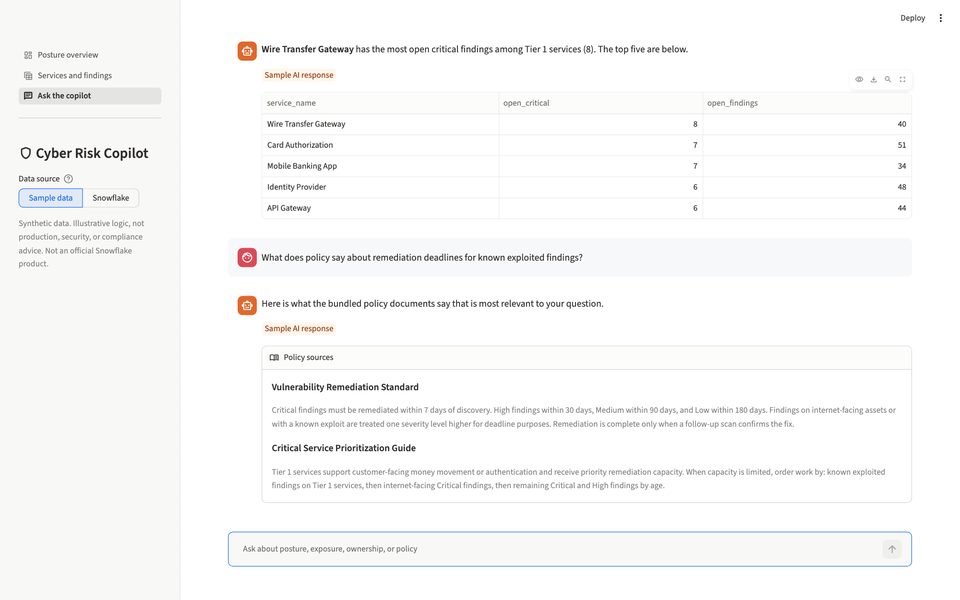 Deploy
Posture overview
Services and findings
Ask the copilot
Cyber Risk Copilot
Data source
Sample data
Snowflake
Synthetic data. Illustrative logic, not
production, security, or compliance
advice. Not an official Snowflake
product.
Wire Transfer Gateway has the most open critical findings among Tier 1 services (8). The top five are below.
Sample AI response
service_name open_critical open_findings
Wire Transfer Gateway 8 40
Card Authorization 7 51
Mobile Banking App 7 34
Identity Provider 6 48
API Gateway 6 44
What does policy say about remediation deadlines for known exploited findings?
Here is what the bundled policy documents say that is most relevant to your question.
Sample AI response
Policy sources
Vulnerability Remediation Standard
Critical findings must be remediated within 7 days of discovery. High findings within 30 days, Medium within 90 days, and Low within 180 days. Findings on internet-facing assets or
with a known exploit are treated one severity level higher for deadline purposes. Remediation is complete only when a follow-up scan confirms the fix.
Critical Service Prioritization Guide
Tier 1 services support customer-facing money movement or authentication and receive priority remediation capacity. When capacity is limited, order work by: known exploited
findings on Tier 1 services, then internet-facing Critical findings, then remaining Critical and High findings by age.
Ask about posture, exposure, ownership, or policy